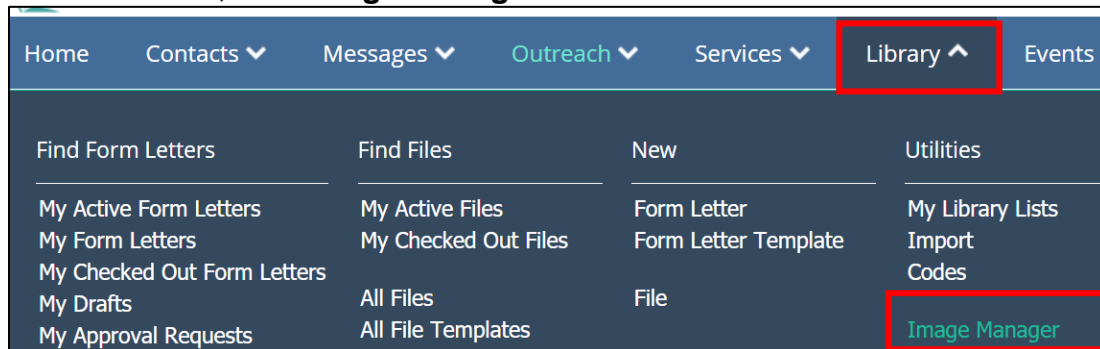 Home Contacts Messages Outreach Services Library Events
Find Form Letters
My Active Form Letters
My Form Letters
My Checked Out Form Letters
My Drafts
My Approval Requests
Find Files
My Active Files
My Checked Out Files
All Files
All File Templates
New
Form Letter
Form Letter Template
File
Utilities
My Library Lists
Import
Codes
Image Manager